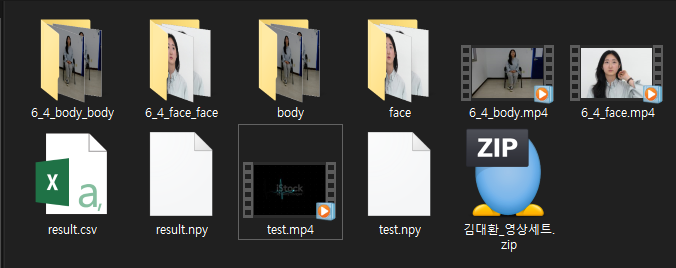 6_4_body_body
6_4_face_face
body
face
6_4_body.mp4
6_4_face.mp4
X
a,
iStock
ZIP
result.csv
result.npy
test.mp4
test.npy
김대환_영상세트.
zip